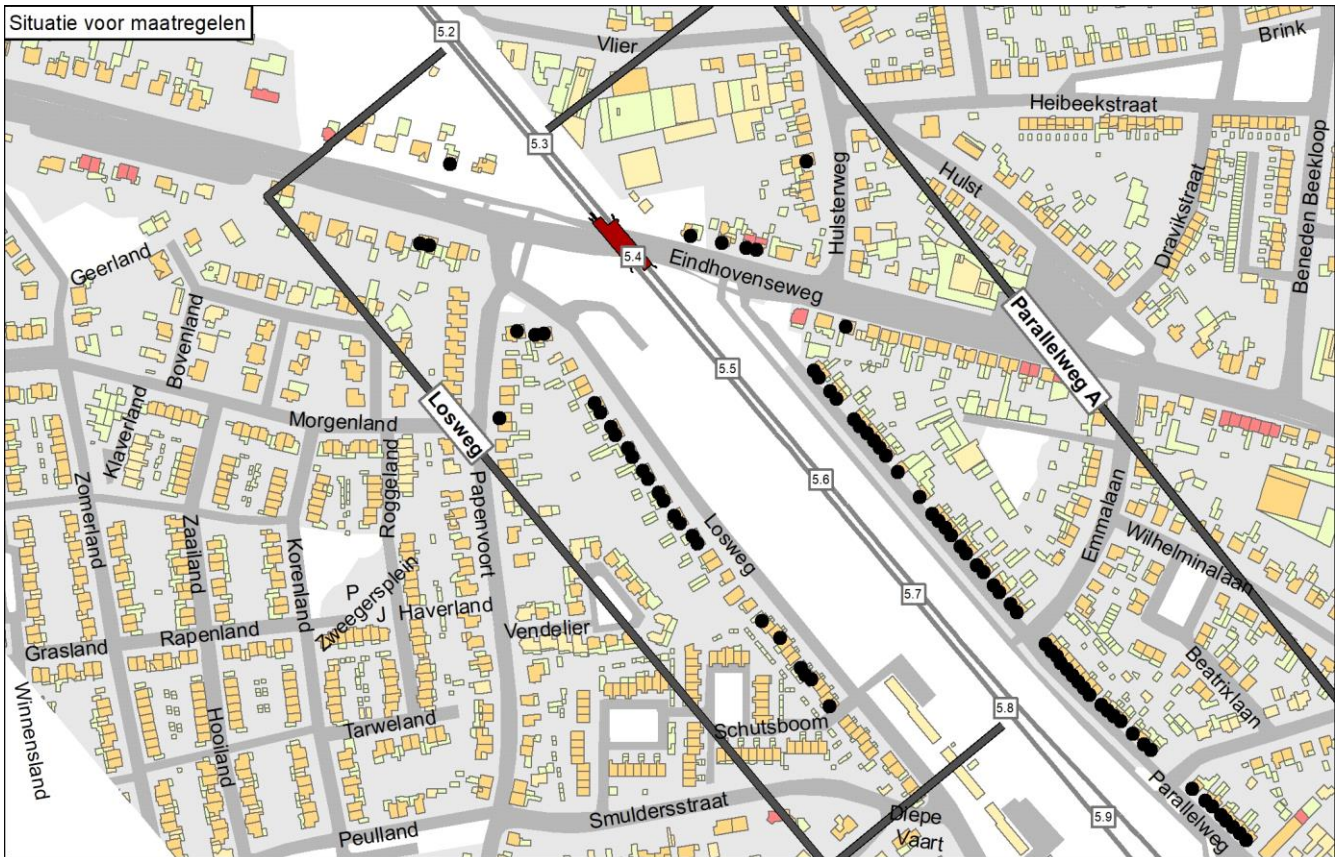 Situatie voor maatregelen
5.2
Vlier
Brink
Heibeekstraat
5.3
Hulst
Hulsterweg
Dravikstraat
Beneden Beekloop
Geerland
5.4
Eindhovenseweg
Bovenland
5.5
Parallelweg A
Losweg
Klaverland
Morgenland
Roggeland
Papenvoort
5.6
Zomerland
Zaailand
Korenland
Losweg
Emmalaan
Wilhelminalaan
P
J
Zweegersplein
Haverland
5.7
Grasland
Rapenland
Vendelier
Beatrixlaan
Winnensland
Hooiland
Tarweland
Schutsboom
5.8
Parallelweg
Peulland
Smuldersstraat
Diepe
Vaart
5.9